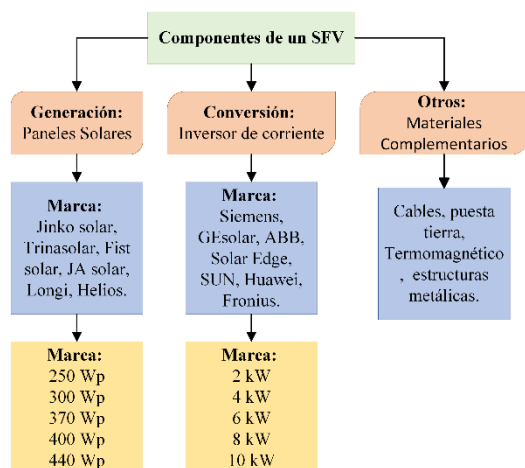 Componentes de un SFV
Generación:
Paneles Solares
Conversión:
Inversor de corriente
Otros:
Materiales
Complementarios
Marca:
Jinko solar,
Trinasolar, Fist
solar, JA solar,
Longi, Helios.
Marca:
Siemens,
GEsolar, ABB,
Solar Edge,
SUN, Huawei,
Fronius.
Cables, puesta
tierra,
Termomagnético
, estructuras
metálicas.
Marca:
250 Wp
300 Wp
370 Wp
400 Wp
440 Wp
Marca:
2 kW
4 kW
6 kW
8 kW
10 kW